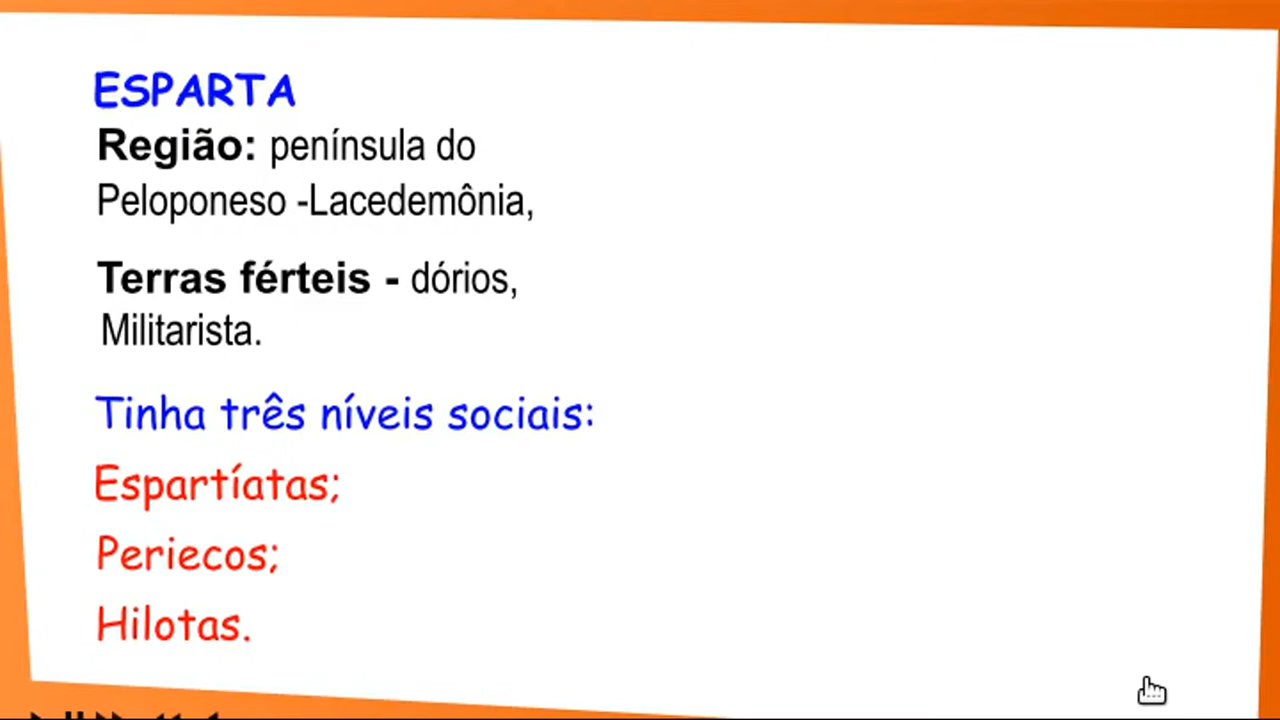 ESPARTA
Região: península do
Peloponeso -Lacedemônia,
Terras férteis - dórios,
Militarista.
Tinha três níveis sociais:
Espartíatas;
Periecos;
Hilotas.